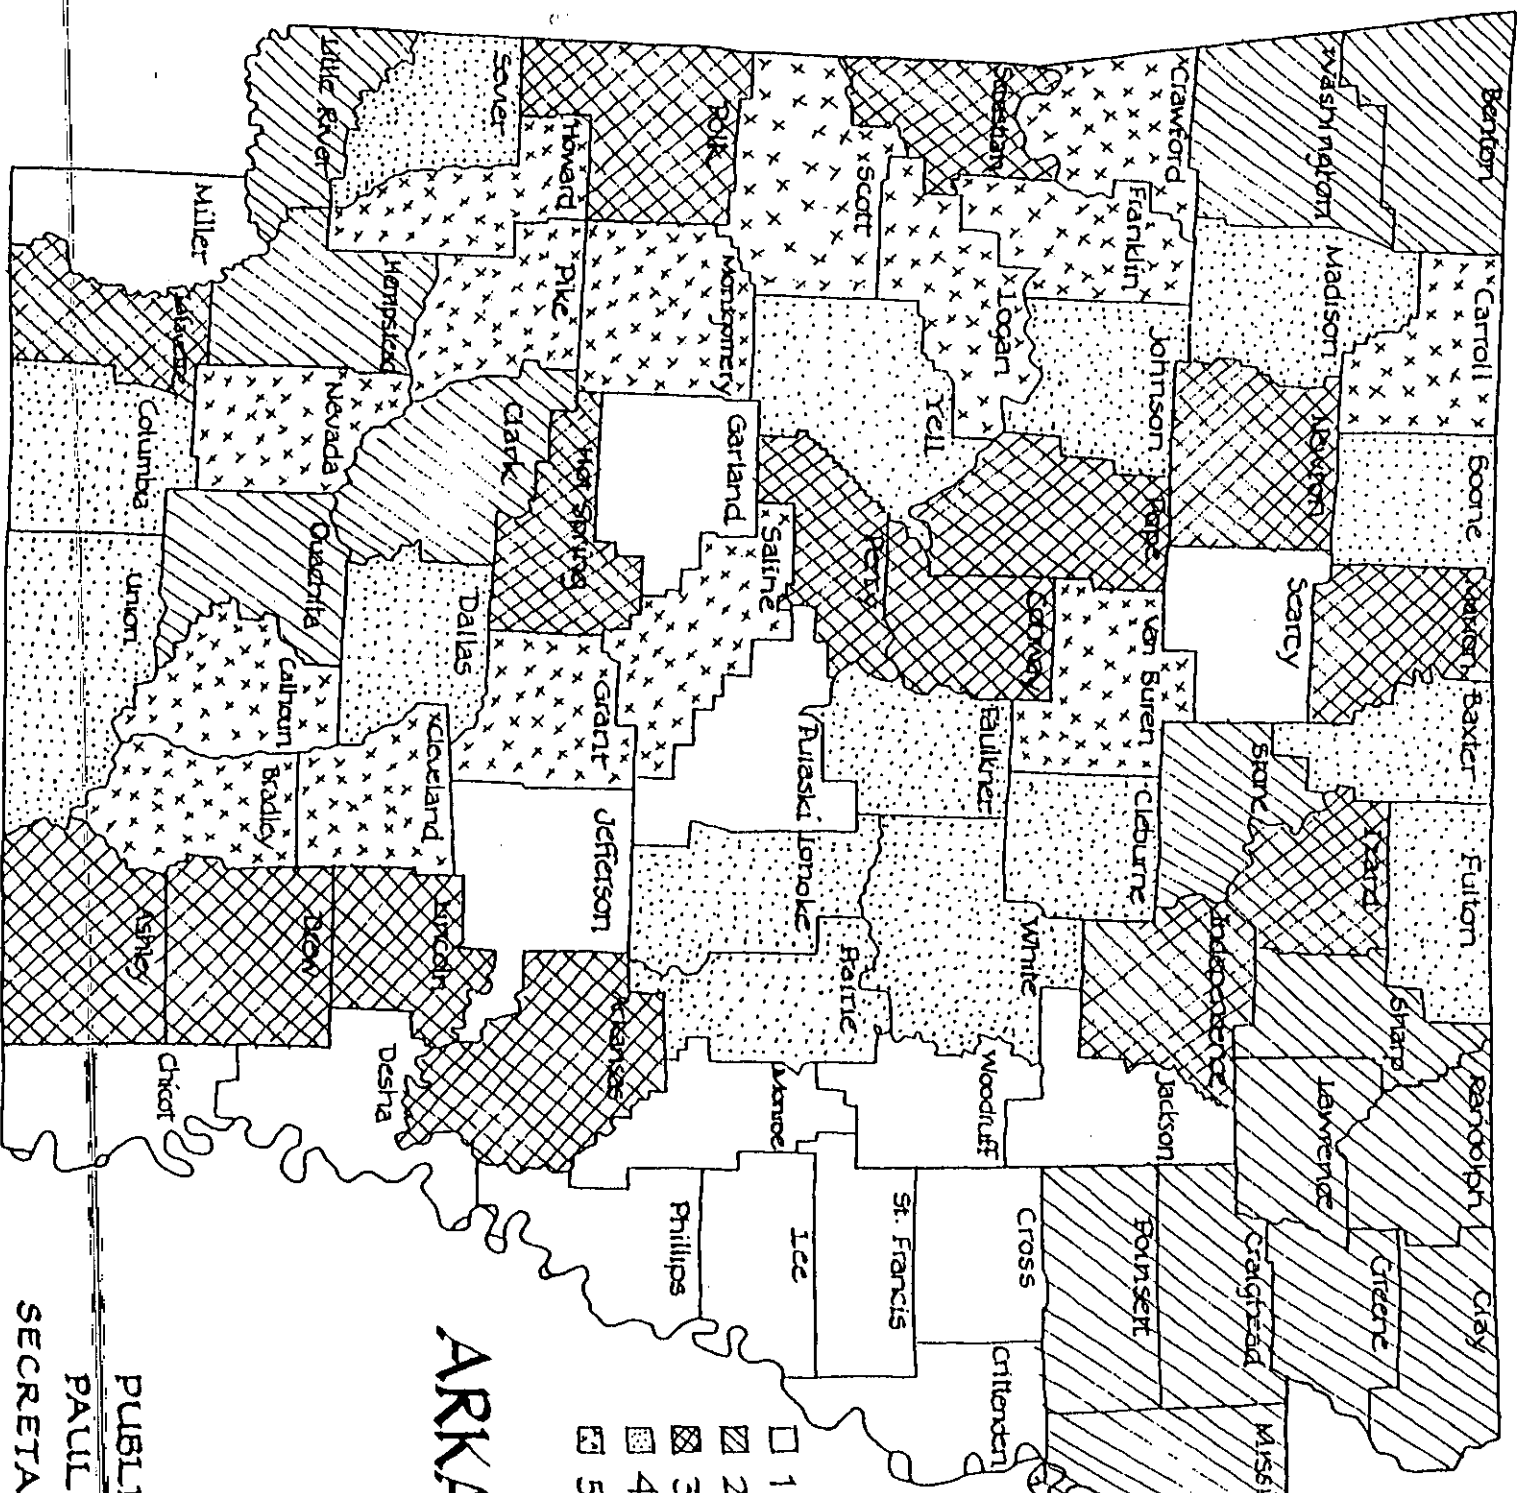 Benton
Washington
Carroll
Madison
Boone
Newton
Marion
Searcy
Baxter
Stone
Fulton
Izard
Sharp
Independence
Randolph
Lawrence
Clay
Greene
Craighead
Poinsett
Crawford
Franklin
Johnson
Pope
Van Buren
Cleburne
Jackson
Sebastian
Logan
Scott
Yell
Conway
Perry
Faulkner
White
Woodruff
Cross
Crittenden
St. Francis
Lee
Monroe
Phillips
Polk
Montgomery
Garland
Saline
Pulaski
Lonoke
Prairie
Howard
Pike
Hot Spring
Grant
Jefferson
Arkansas
Sevier
Clark
Dallas
Cleveland
Lincoln
Desha
Little River
Hempstead
Nevada
Ouachita
Calhoun
Bradley
Drew
Miller
Lafayette
Columbia
Union
Ashley
Chicot
1
2
3
4
5